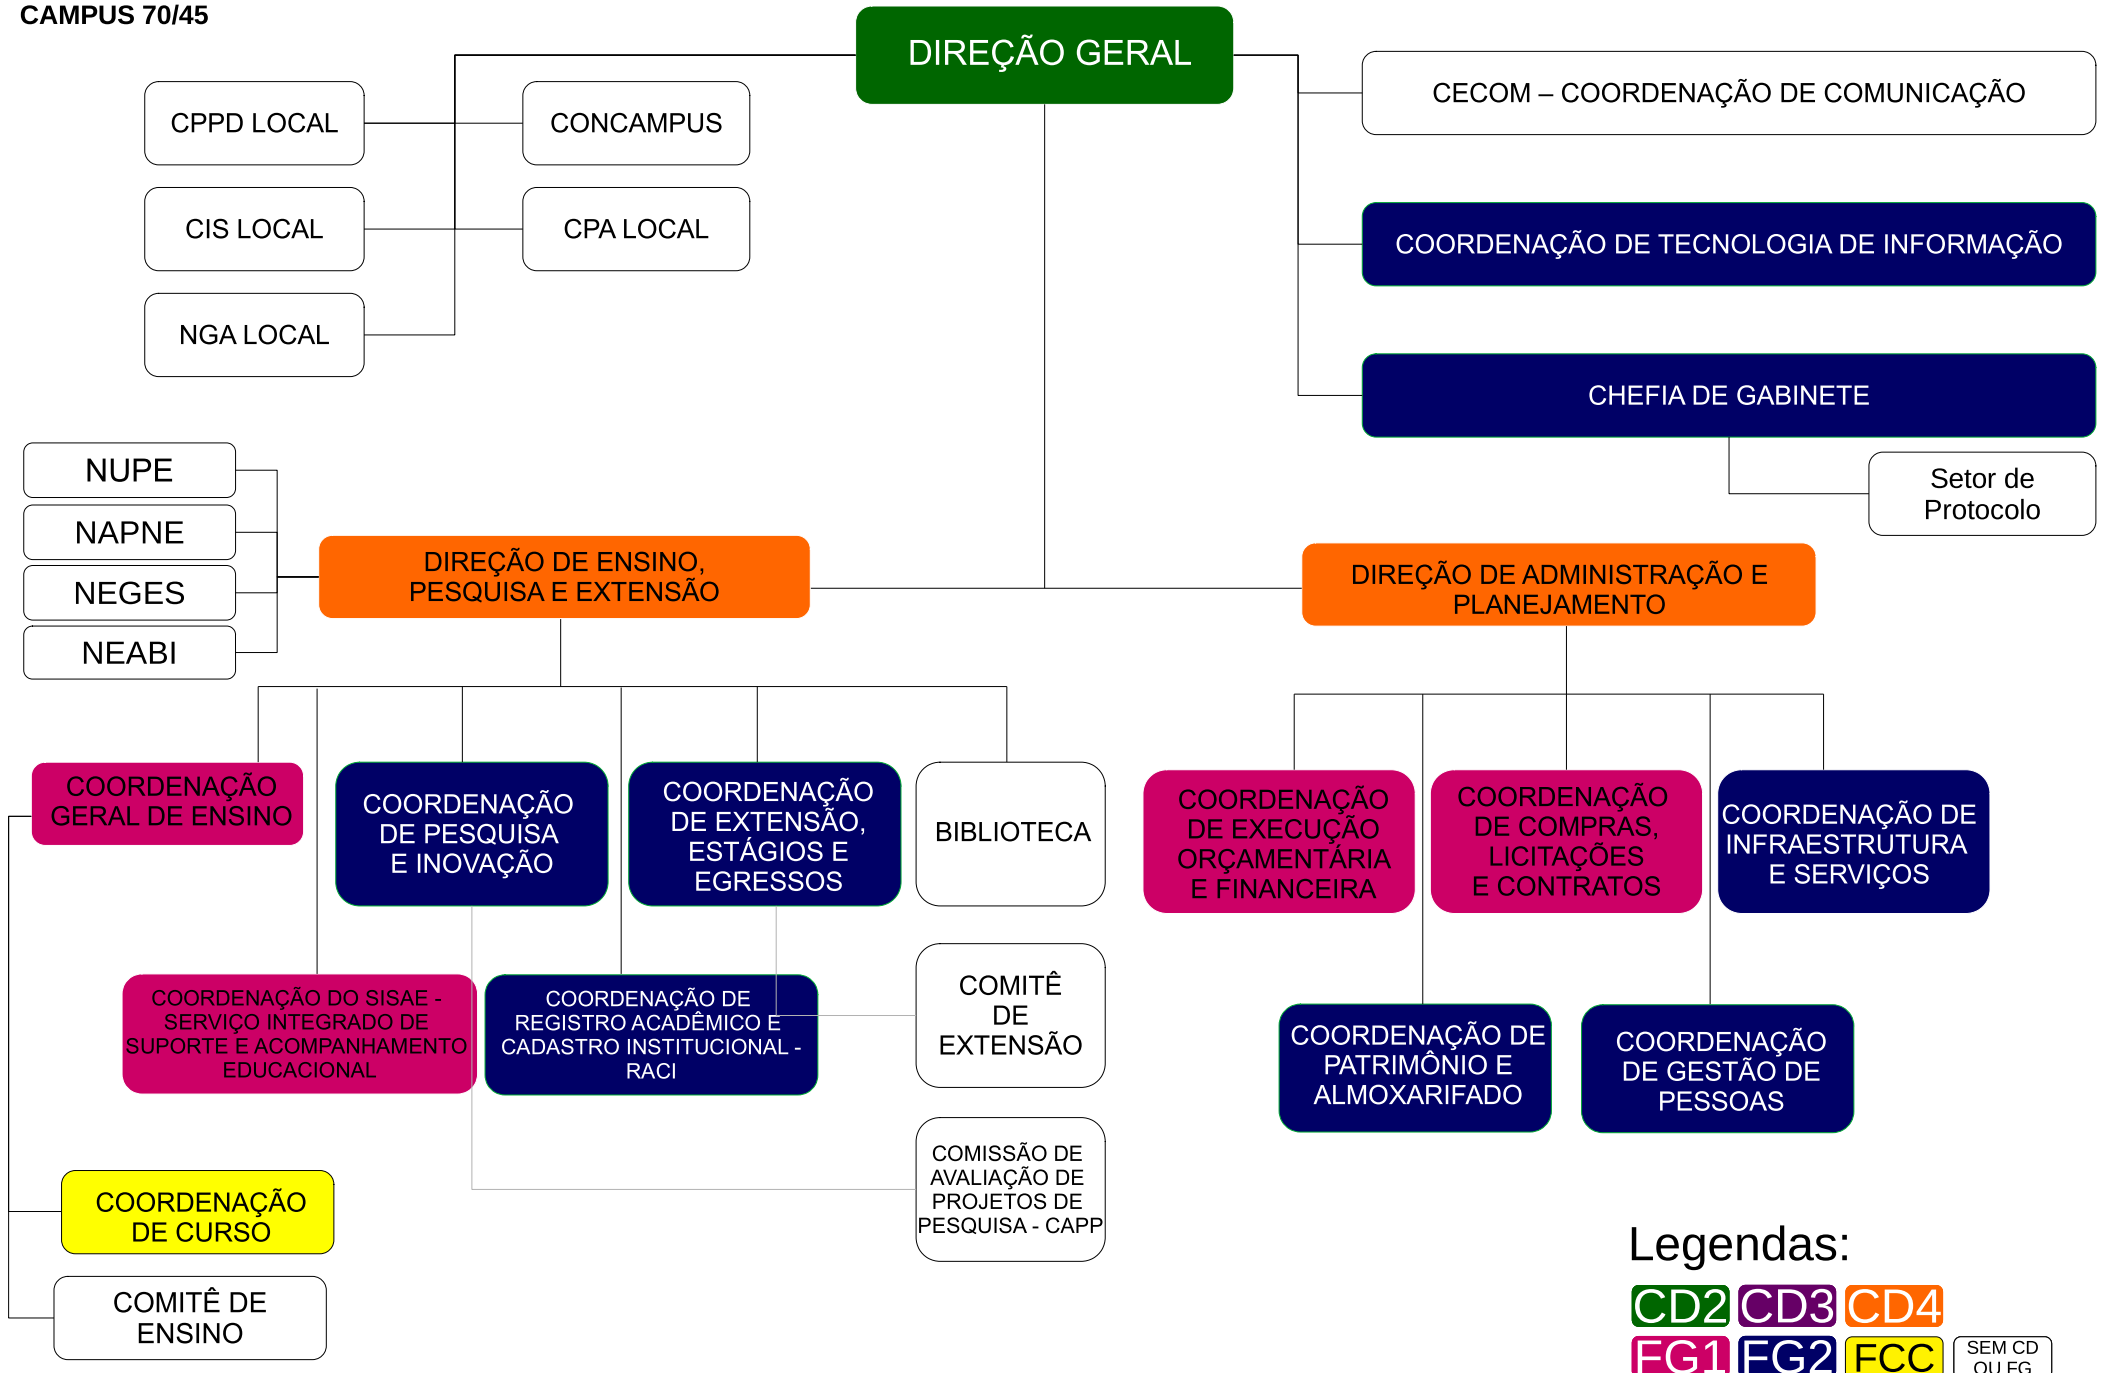 CAMPUS 70/45
DIREÇÃO GERAL
CPPD LOCAL
CONCAMPUS
CIS LOCAL
CPA LOCAL
NGA LOCAL
CECOM – COORDENAÇÃO DE COMUNICAÇÃO
COORDENAÇÃO DE TECNOLOGIA DE INFORMAÇÃO
CHEFIA DE GABINETE
Setor de
Protocolo
NUPE
NAPNE
NEGES
NEABI
DIREÇÃO DE ENSINO,
PESQUISA E EXTENSÃO
DIREÇÃO DE ADMINISTRAÇÃO E
PLANEJAMENTO
COORDENAÇÃO
GERAL DE ENSINO
COORDENAÇÃO
DE PESQUISA
E INOVAÇÃO
COORDENAÇÃO
DE EXTENSÃO,
ESTÁGIOS E
EGRESSOS
BIBLIOTECA
COORDENAÇÃO
DE EXECUÇÃO
ORÇAMENTÁRIA
E FINANCEIRA
COORDENAÇÃO
DE COMPRAS,
LICITAÇÕES
E CONTRATOS
COORDENAÇÃO DE
INFRAESTRUTURA
E SERVIÇOS
COORDENAÇÃO DO SISAE -
SERVIÇO INTEGRADO DE
SUPORTE E ACOMPANHAMENTO
EDUCACIONAL
COORDENAÇÃO DE
REGISTRO ACADÊMICO E
CADASTRO INSTITUCIONAL -
RACI
COMITÊ
DE
EXTENSÃO
COORDENAÇÃO DE
PATRIMÔNIO E
ALMOXARIFADO
COORDENAÇÃO
DE GESTÃO DE
PESSOAS
COMISSÃO DE
AVALIAÇÃO DE
PROJETOS DE
PESQUISA - CAPP
COORDENAÇÃO
DE CURSO
COMITÊ DE
ENSINO
Legendas:
CD2
CD3
CD4
FG1
FG2
FCC
SEM CD
OU FG